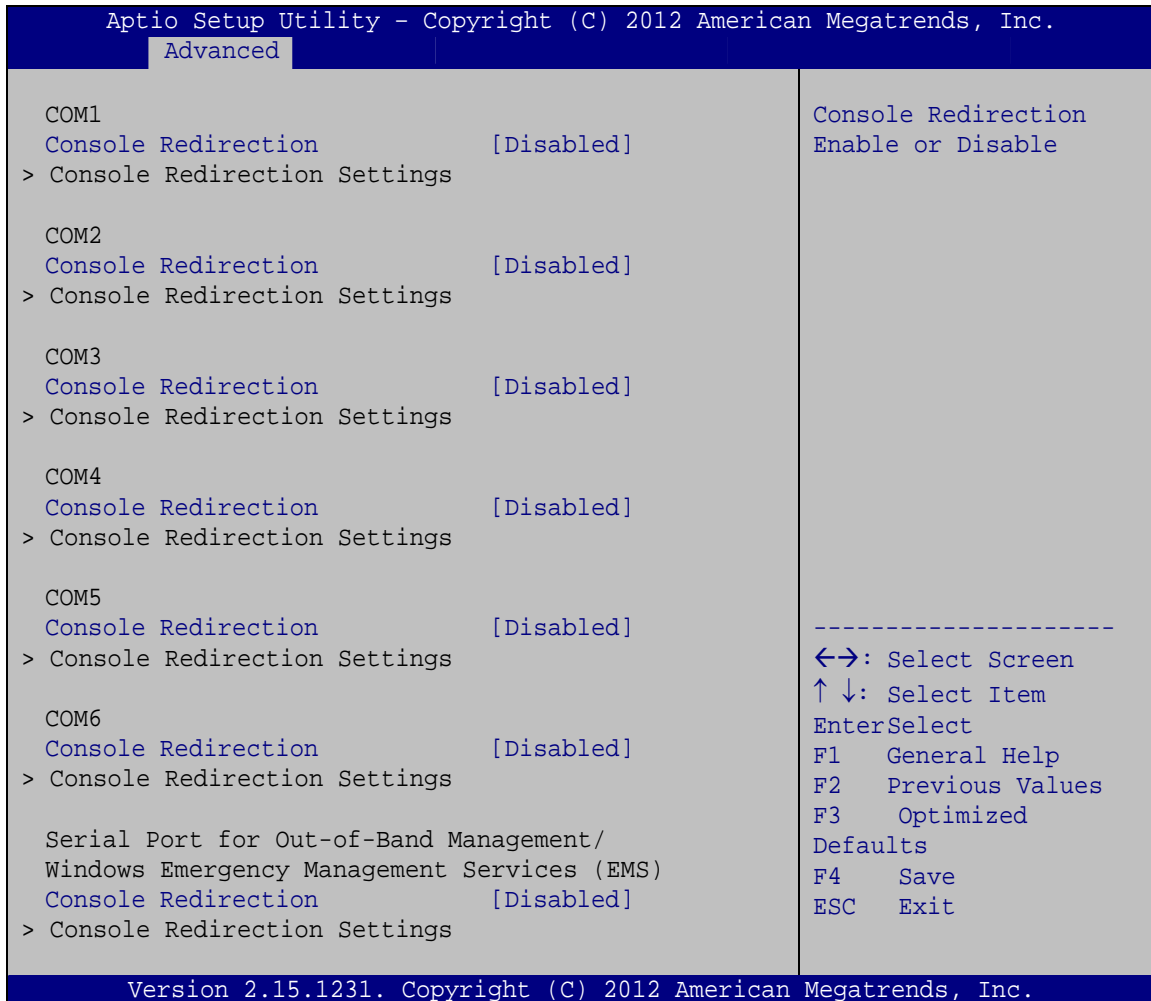 Aptio Setup Utility – Copyright (C) 2012 American Megatrends, Inc.
Advanced
COM1
Console Redirection [Disabled]
> Console Redirection Settings
COM2
Console Redirection [Disabled]
> Console Redirection Settings
COM3
Console Redirection [Disabled]
> Console Redirection Settings
COM4
Console Redirection [Disabled]
> Console Redirection Settings
COM5
Console Redirection [Disabled]
> Console Redirection Settings
COM6
Console Redirection [Disabled]
> Console Redirection Settings
Serial Port for Out-of-Band Management/
Windows Emergency Management Services (EMS)
Console Redirection [Disabled]
> Console Redirection Settings
Console Redirection
Enable or Disable
---------------------
←→: Select Screen
↑ ↓: Select Item
EnterSelect
F1 General Help
F2 Previous Values
F3 Optimized
Defaults
F4 Save
ESC Exit
Version 2.15.1231. Copyright (C) 2012 American Megatrends, Inc.